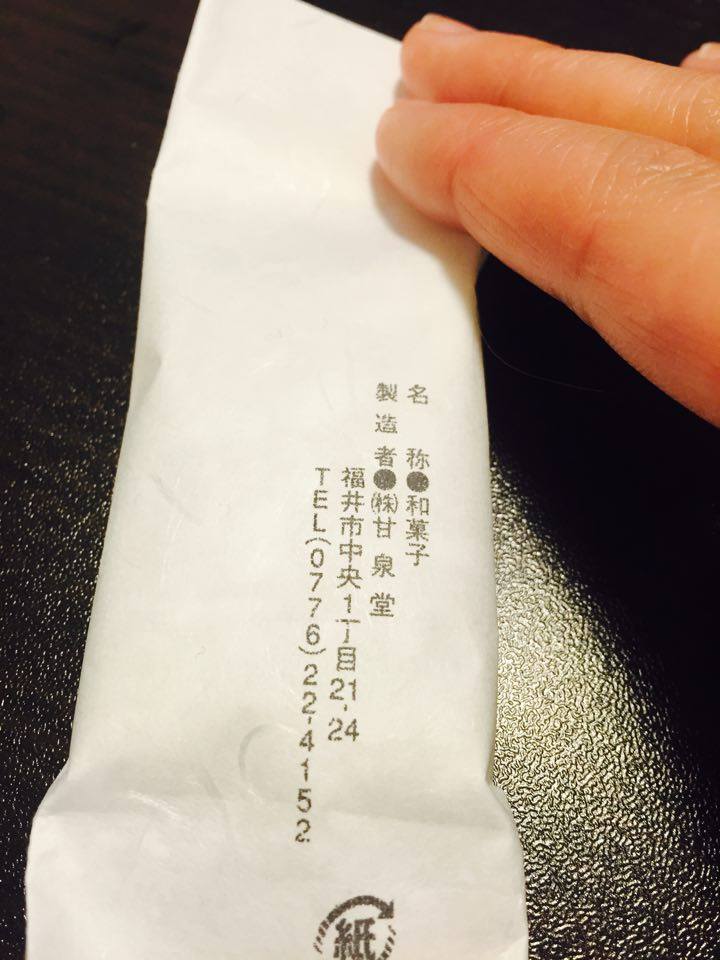 名称●和菓子
製造者●㈱甘泉堂
福井市中央1丁目21-24
TEL(0776)22-4152
紙